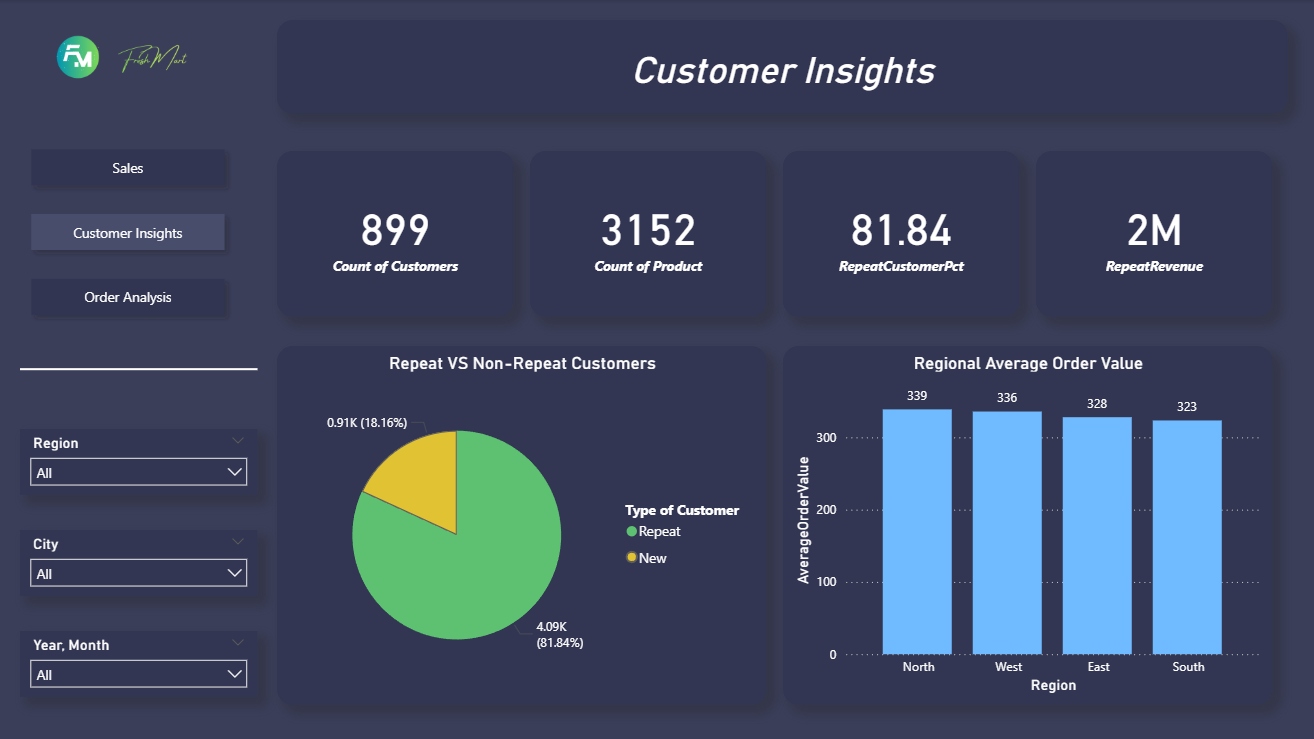 FM
FreshMart
Customer Insights
Sales
Customer Insights
Order Analysis
Region
All
City
All
Year, Month
All
899
Count of Customers
3152
Count of Product
81.84
RepeatCustomerPct
2M
RepeatRevenue
Repeat VS Non-Repeat Customers
0.91K (18.16%)
4.09K
(81.84%)
Type of Customer
Repeat
New
Regional Average Order Value
AverageOrderValue
300
200
100
0
339
336
328
323
North
West
East
South
Region